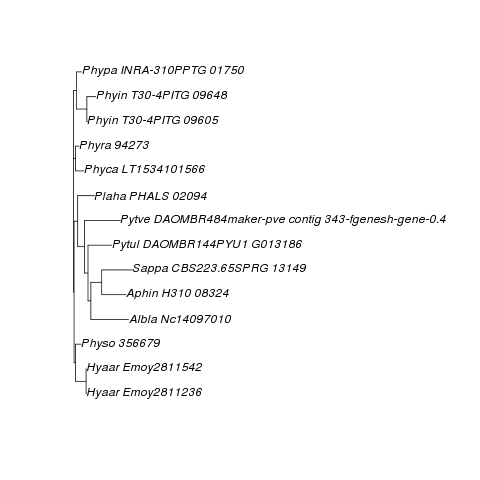 Phypa INRA-310PPTG 01750
Phyin T30-4PITG 09648
Phyin T30-4PITG 09605
Phyra 94273
Phyca LT1534101566
Plaha PHALS 02094
Pytve DAOMBR484maker-pve contig 343-fgenesh-gene-0.4
Pytul DAOMBR144PYU1 G013186
Sappa CBS223.65SPRG 13149
Aphin H310 08324
Albla Nc14097010
Physo 356679
Hyaar Emoy2811542
Hyaar Emoy2811236